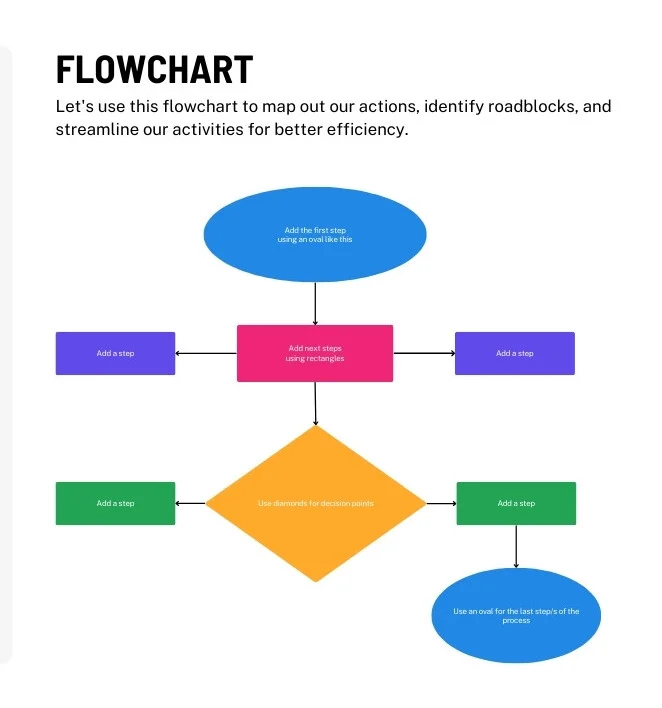 FLOWCHART
Let's use this flowchart to map out our actions, identify roadblocks, and
streamline our activities for better efficiency.
Add the first step
using an oval like this
Add a step
Add next steps
using rectangles
Add a step
Add a step
Use diamonds for decision points
Add a step
Use an oval for the last step/s of the
process